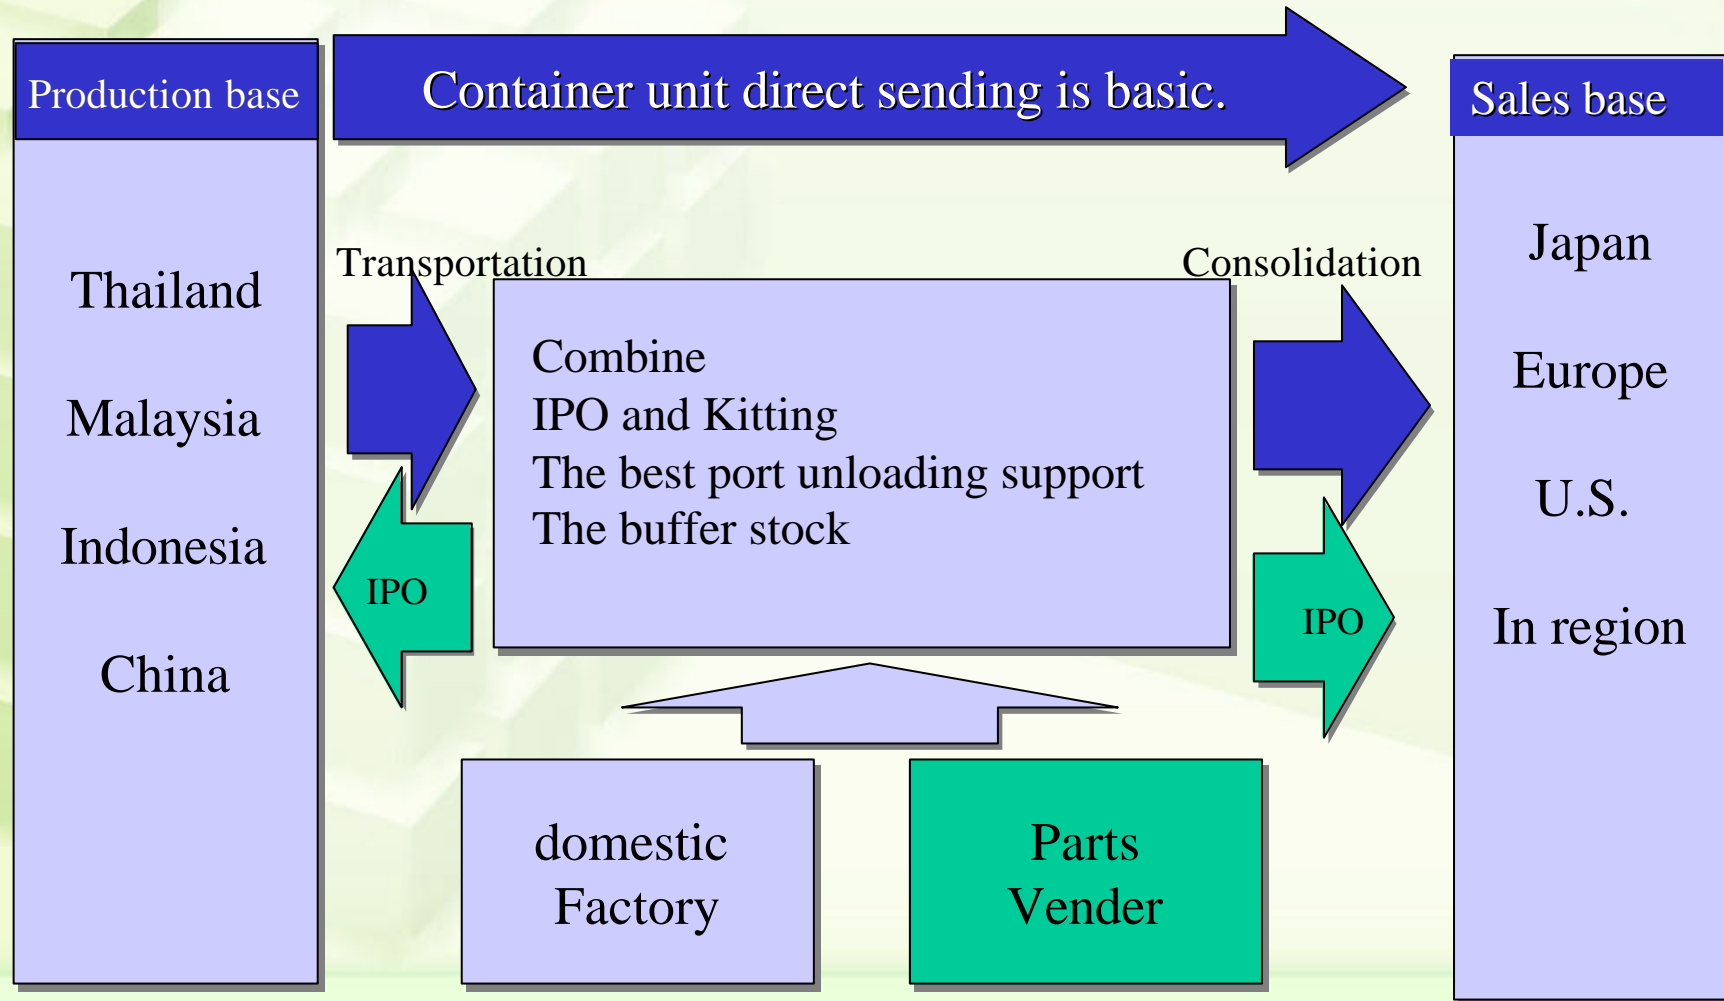 Production base
Container unit direct sending is basic.
Sales base
Thailand
Malaysia
Indonesia
China
Transportation
Consolidation
Combine
IPO and Kitting
The best port unloading support
The buffer stock
IPO
IPO
Japan
Europe
U.S.
In region
domestic
Factory
Parts
Vender